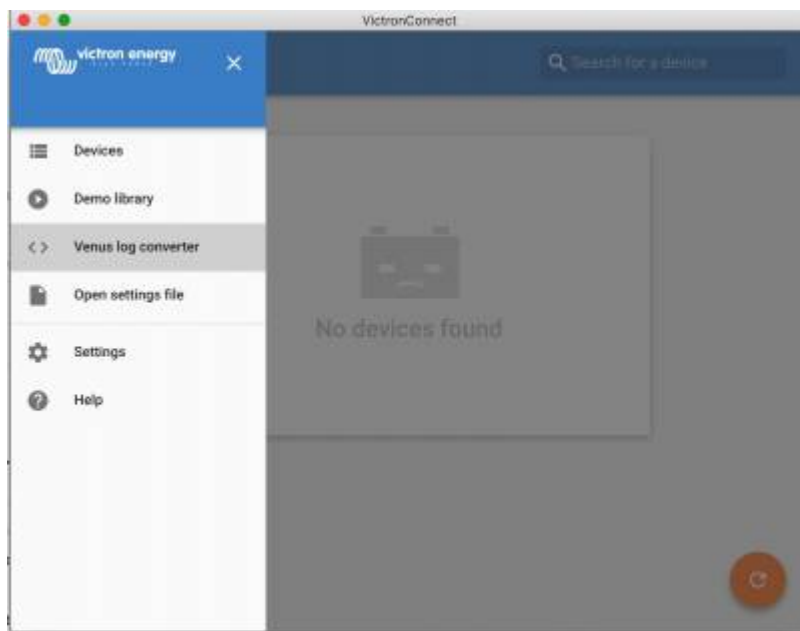 VictronConnect
victron energy
Search for a device
Devices
Demo library
Venus log converter
Open settings file
No devices found
Settings
Help